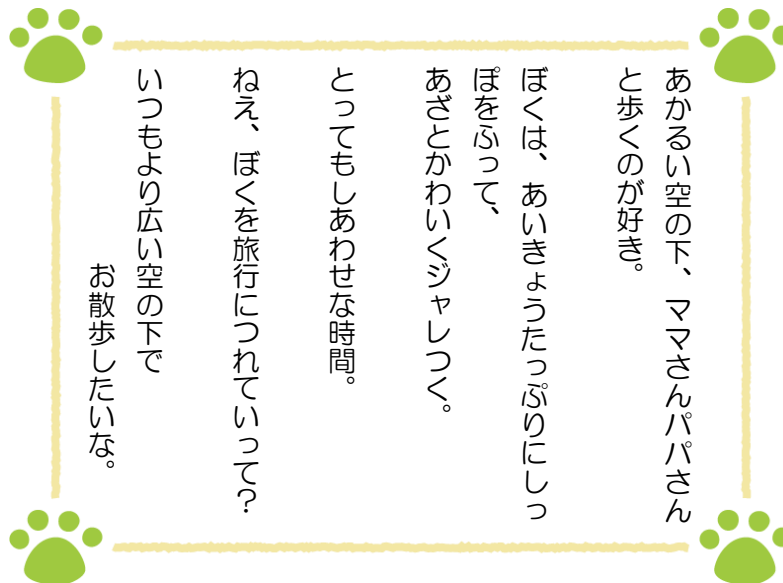 あかるい空の下、ママさんパパさん
と歩くのが好き。
ぼくは、あいきょうたっぷりにしっ
ぽをふって、
あざとかわいくジャレつく。
とってもしあわせな時間。
ねえ、ぼくを旅行につれていって？
いつもより広い空の下で
お散歩したいな。